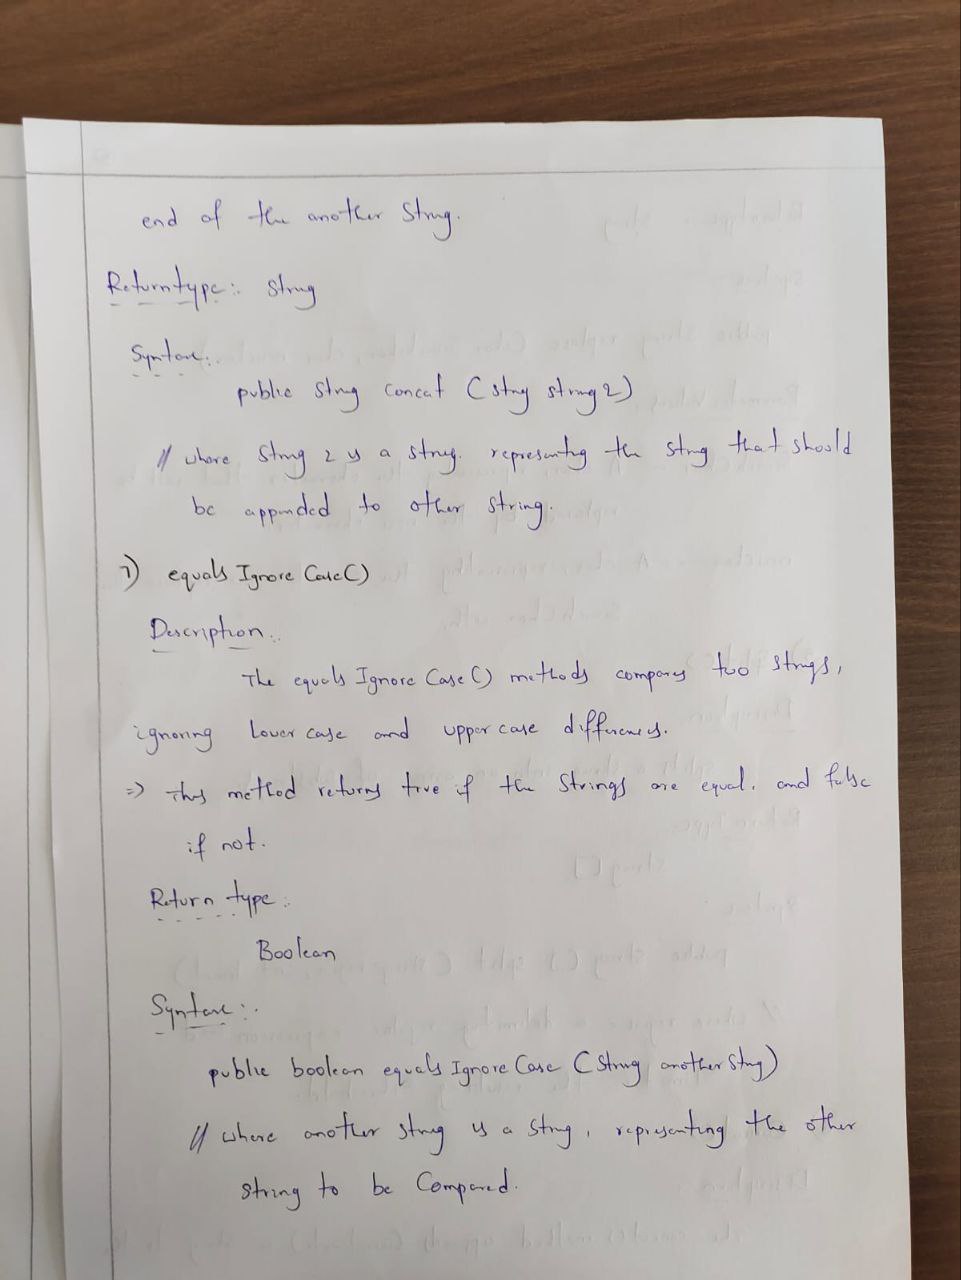 end of the another String.
Return type:- String
Syntax:-
public String concat (String string 2)
// where String 2 is a string. representing the string that should
be appended to other string.
7) equals Ignore Case()
Description:-
The equals Ignore Case () methods compares two strings,
ignoring lower case and upper case differences.
=> This method returns true if the Strings are equal. and false
if not.
Return type :-
Boolean
Syntax :-
public boolean equals Ignore Case (String another String)
// where another string is a String, representing the other
string to be Compared.